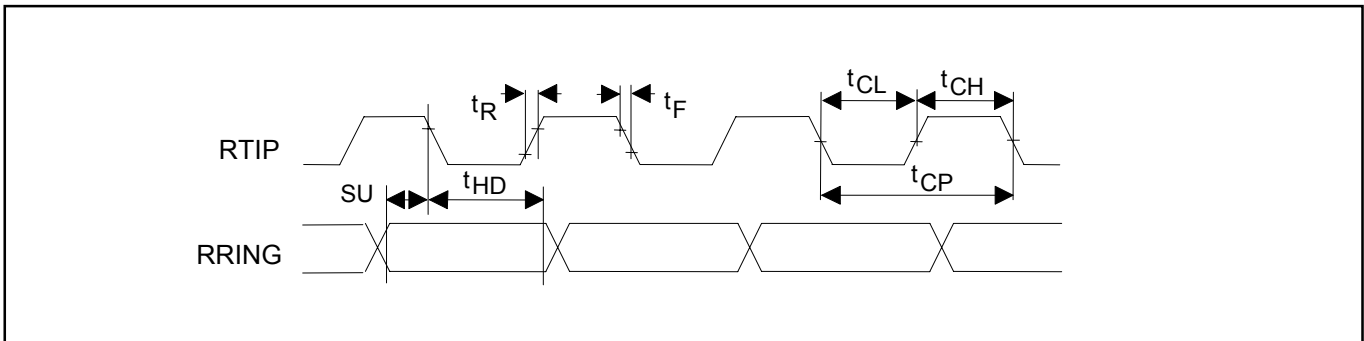 tCL tCH
tR tF
RTIP
tCP
SU tHD
RRING